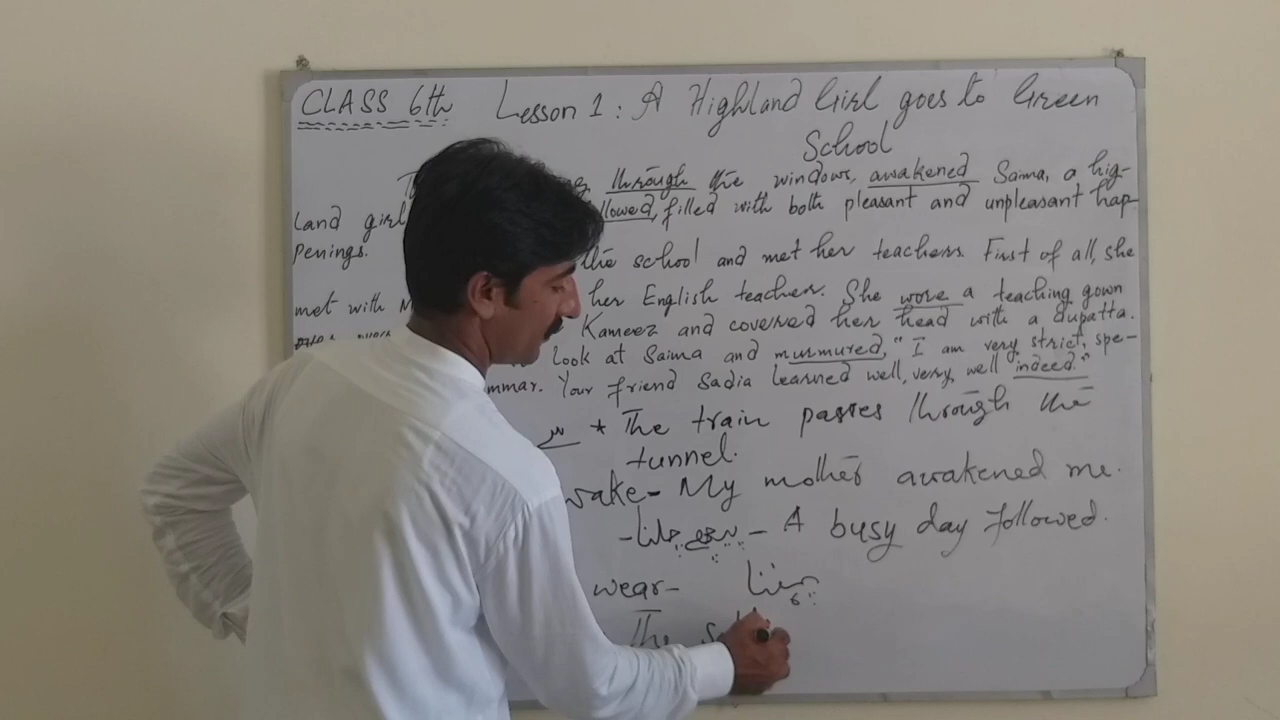 CLASS 6th Lesson 1 : A Highland Girl goes to Green
School
through the windows, awakened Saima, a hig-
land girl filled with both pleasant and unpleasant hap-
penings. the school and met her teachers. First of all, she
met with her English teacher. She wore a teaching gown
Kameez and covered her head with a dupatta.
look at Saima and murmured, "I am very strict, spe-
Your friend Sadia learned well, very, well indeed."
سے * The train passes through the
tunnel.
wake- My mother awakened me.
- پیچھے چلنا - A busy day followed.
wear- پہننا
The